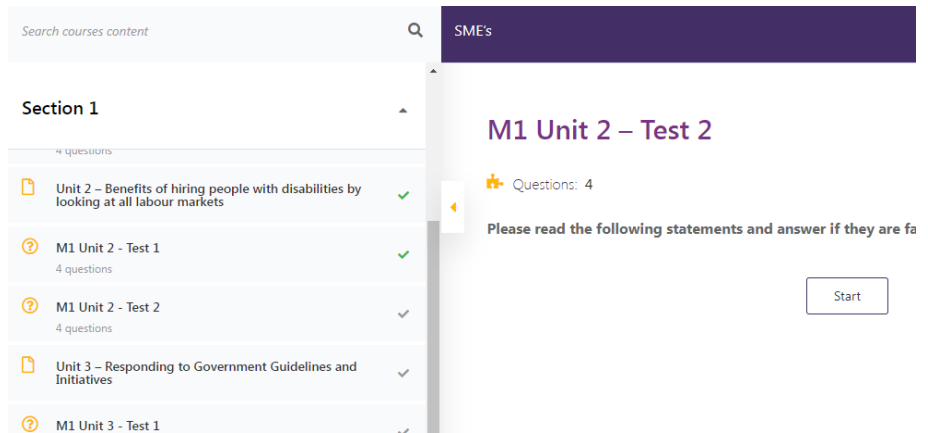 Search courses content
SME's
Section 1
4 questions
Unit 2 – Benefits of hiring people with disabilities by
looking at all labour markets
M1 Unit 2 - Test 1
4 questions
M1 Unit 2 - Test 2
4 questions
Unit 3 – Responding to Government Guidelines and
Initiatives
M1 Unit 3 - Test 1
M1 Unit 2 – Test 2
Questions: 4
Please read the following statements and answer if they are fa
Start